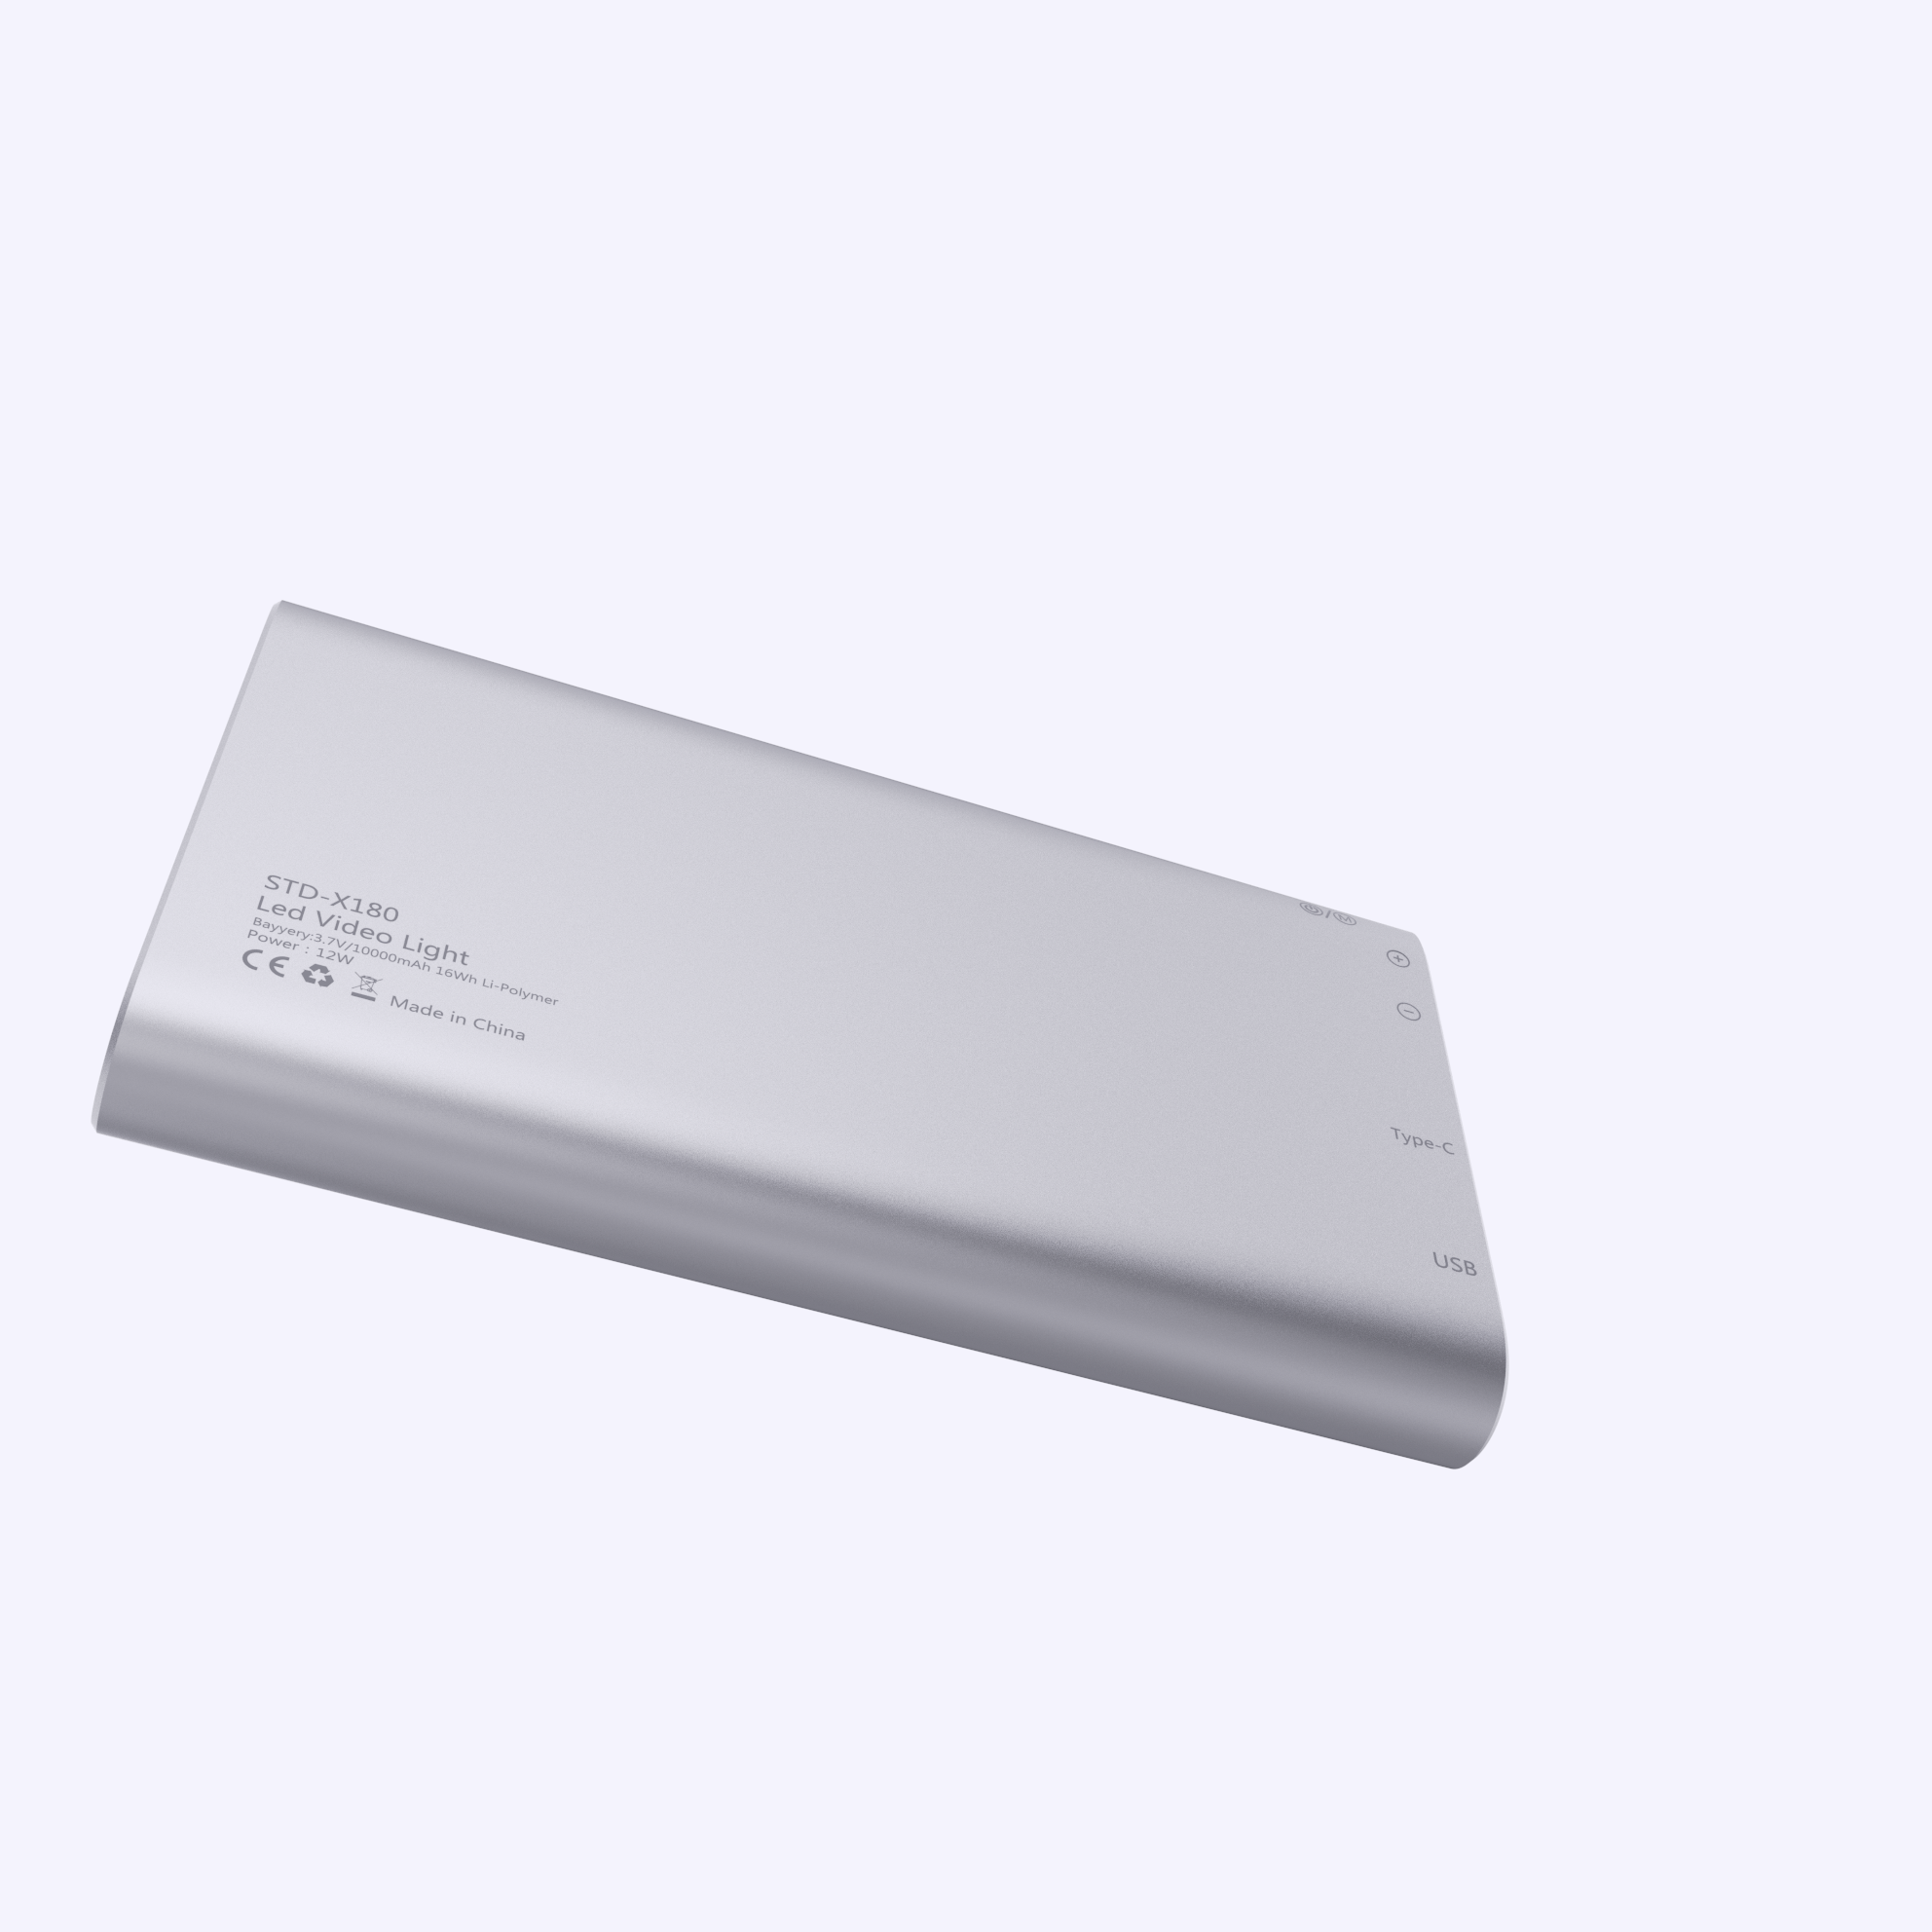 STD-X180
Led Video Light
Bayyery:3.7V/10000mAh 16Wh Li-Polymer
Power : 12W
CE Made in China
M
Type-C
USB